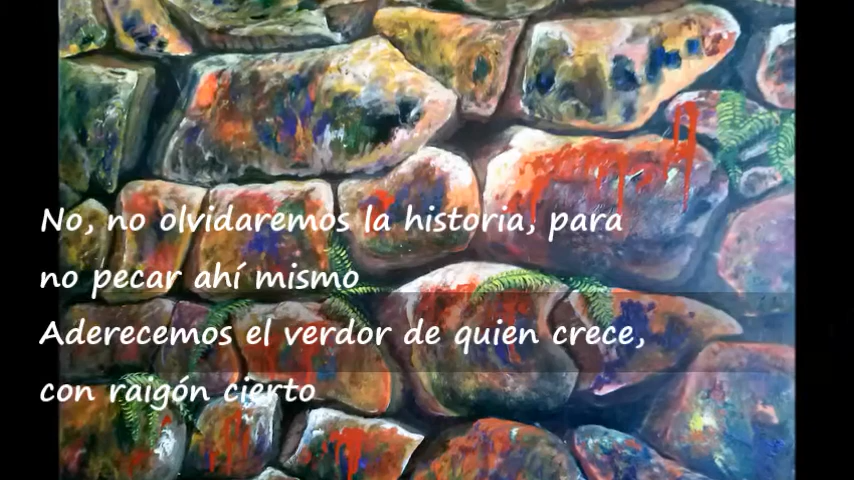 No, no olvidaremos la historia, para
no pecar ahí mismo
Aderecemos el verdor de quien crece,
con raigón cierto